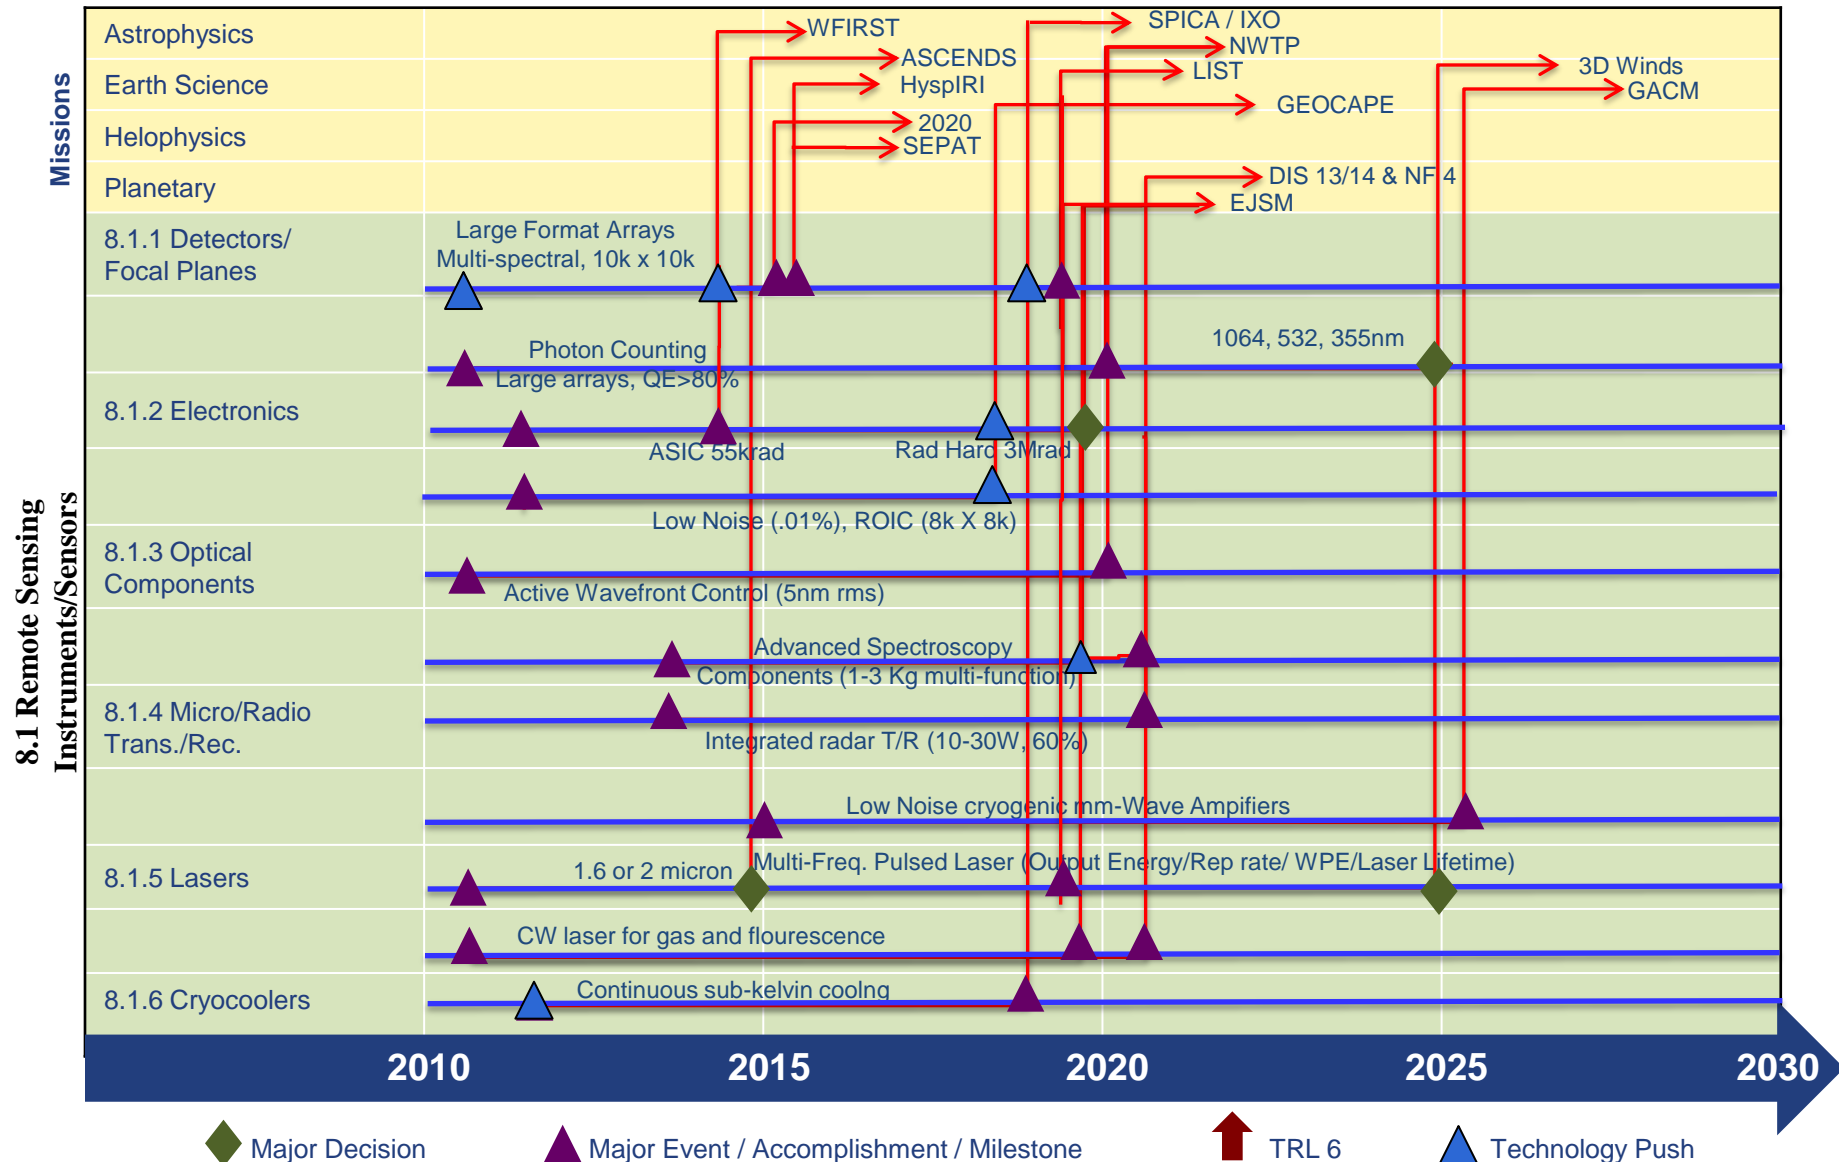 Missions
Astrophysics
Earth Science
Helophysics
Planetary
WFIRST
ASCENDS
HyspIRI
2020
SEPAT
SPICA / IXO
NWTP
LIST
GEOCAPE
3D Winds
GACM
DIS 13/14 & NF 4
EJSM
8.1 Remote Sensing
Instruments/Sensors
8.1.1 Detectors/
Focal Planes
Large Format Arrays
Multi-spectral, 10k x 10k
Photon Counting
Large arrays, QE>80%
1064, 532, 355nm
8.1.2 Electronics
ASIC 55krad
Rad Hard 3Mrad
Low Noise (.01%), ROIC (8k X 8k)
8.1.3 Optical
Components
Active Wavefront Control (5nm rms)
Advanced Spectroscopy
Components (1-3 Kg multi-function)
8.1.4 Micro/Radio
Trans./Rec.
Integrated radar T/R (10-30W, 60%)
Low Noise cryogenic mm-Wave Ampifiers
8.1.5 Lasers
1.6 or 2 micron
Multi-Freq. Pulsed Laser (Output Energy/Rep rate/ WPE/Laser Lifetime)
CW laser for gas and flourescence
8.1.6 Cryocoolers
Continuous sub-kelvin coolng
2010
2015
2020
2025
2030
Major Decision
Major Event / Accomplishment / Milestone
TRL 6
Technology Push